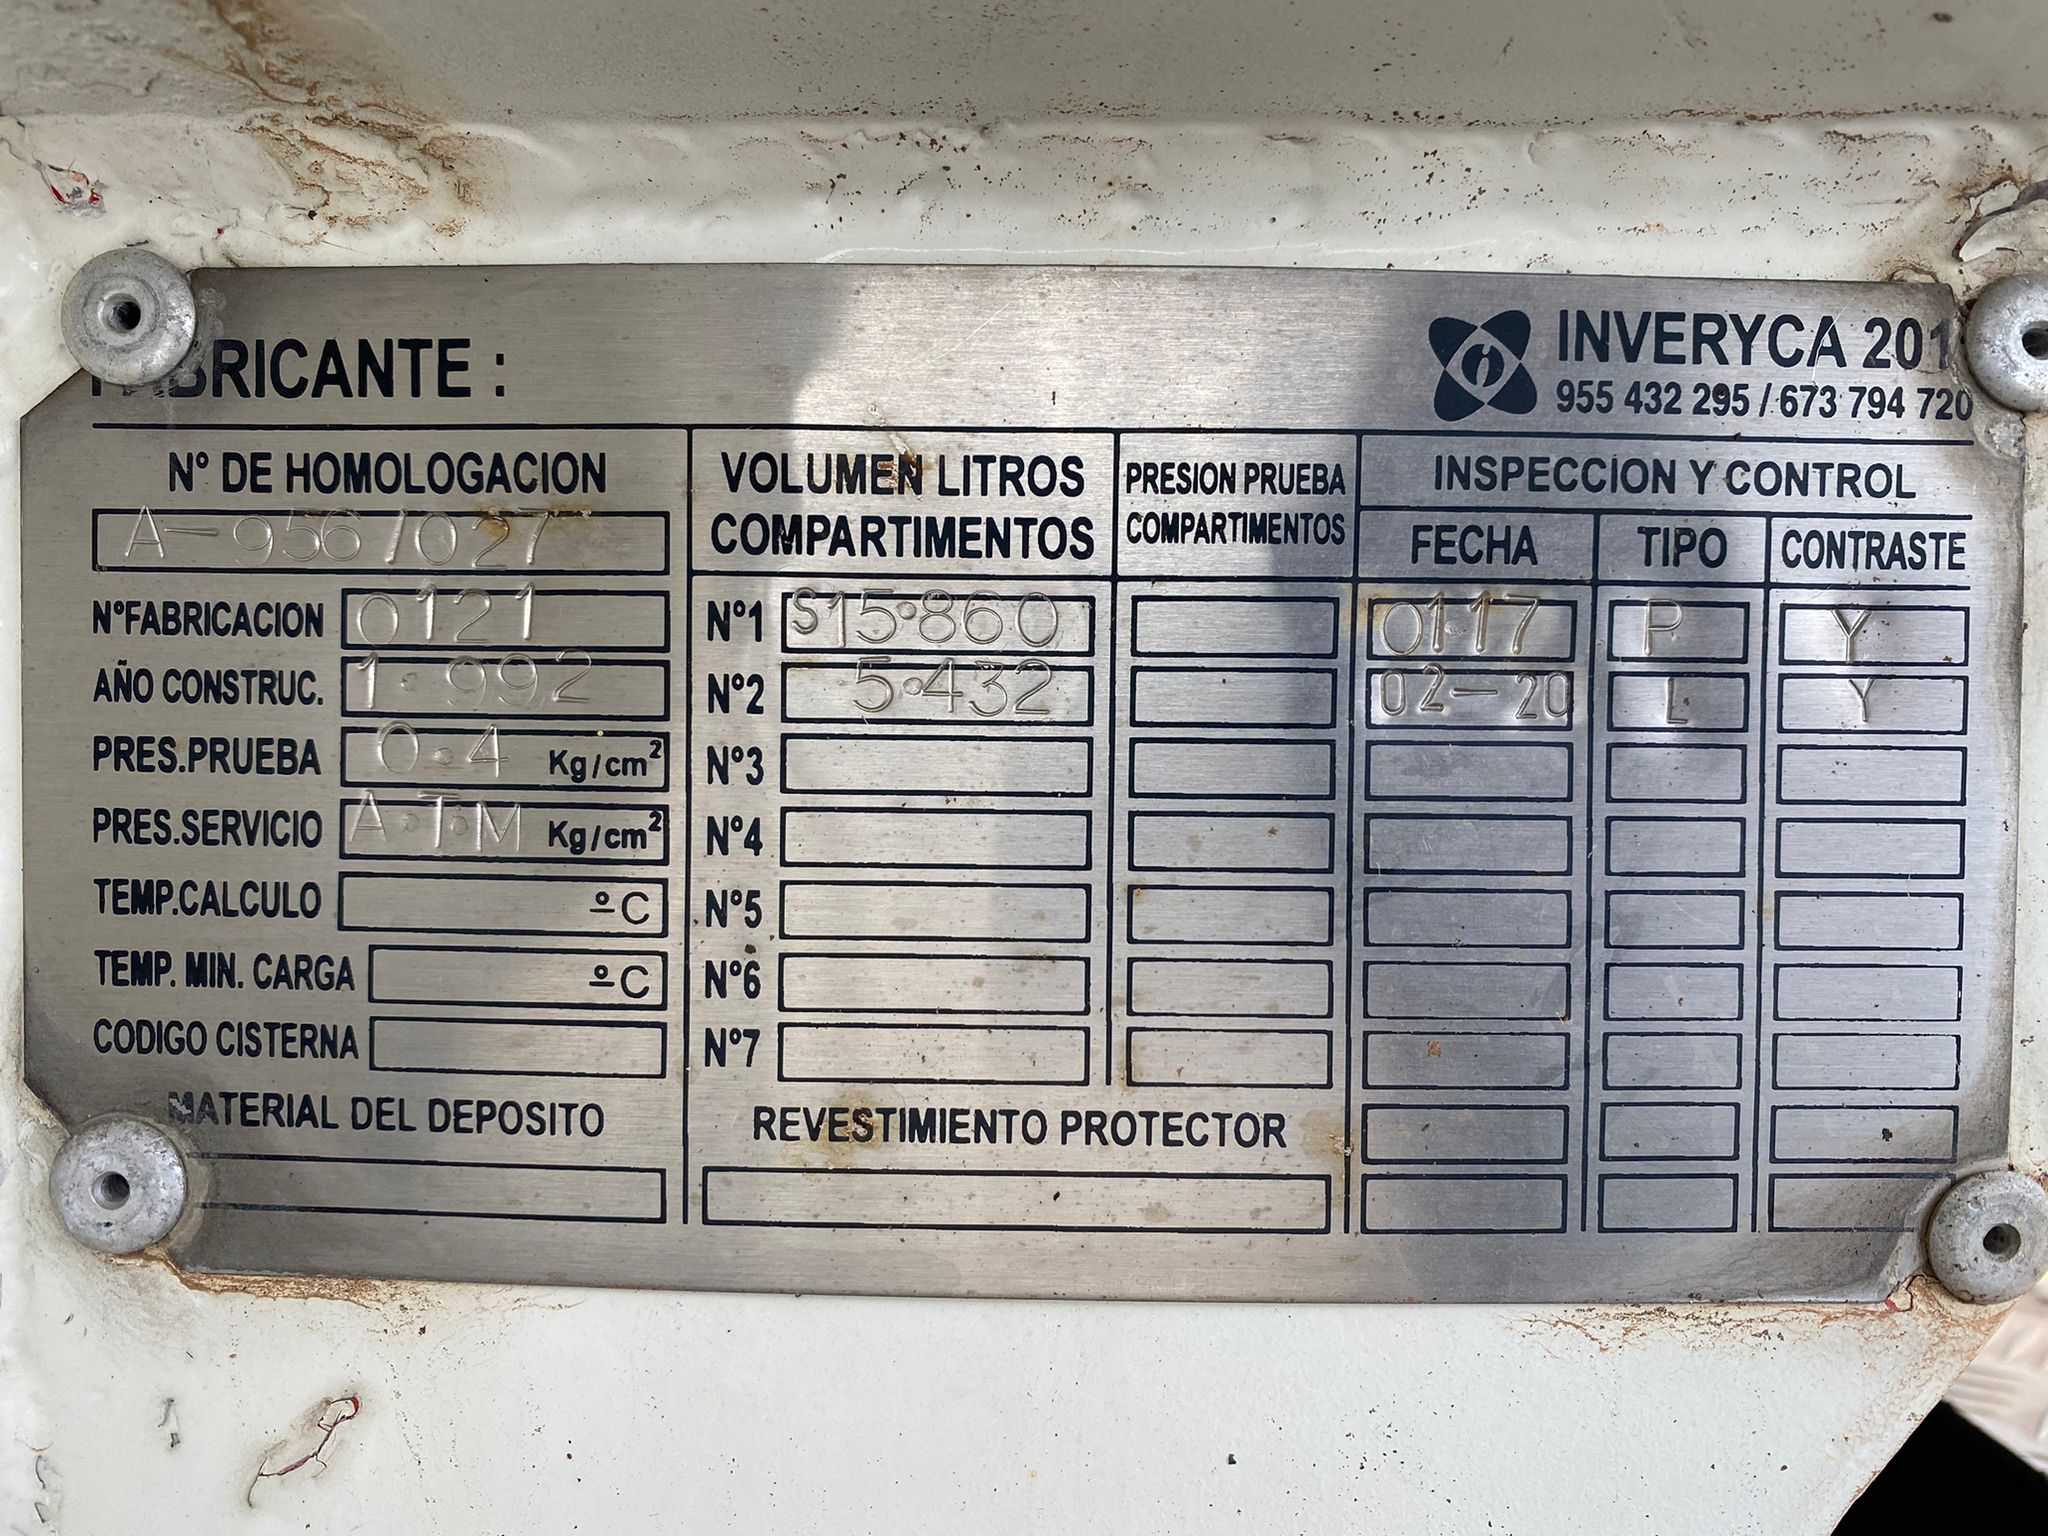 FABRICANTE :
INVERYCA 201
955 432 295 / 673 794 720
Nº DE HOMOLOGACION
A-956/027
NºFABRICACION 0121
AÑO CONSTRUC. 1.992
PRES.PRUEBA 0.4 Kg/cm²
PRES.SERVICIO A.T.M Kg/cm²
TEMP.CALCULO ºC
TEMP. MIN. CARGA ºC
CODIGO CISTERNA
MATERIAL DEL DEPOSITO
VOLUMEN LITROS
COMPARTIMENTOS
Nº1 S15.860
Nº2 5.432
Nº3
Nº4
Nº5
Nº6
Nº7
REVESTIMIENTO PROTECTOR
PRESION PRUEBA
COMPARTIMENTOS
INSPECCION Y CONTROL
FECHA TIPO CONTRASTE
01-17 P Y
02-20 L Y